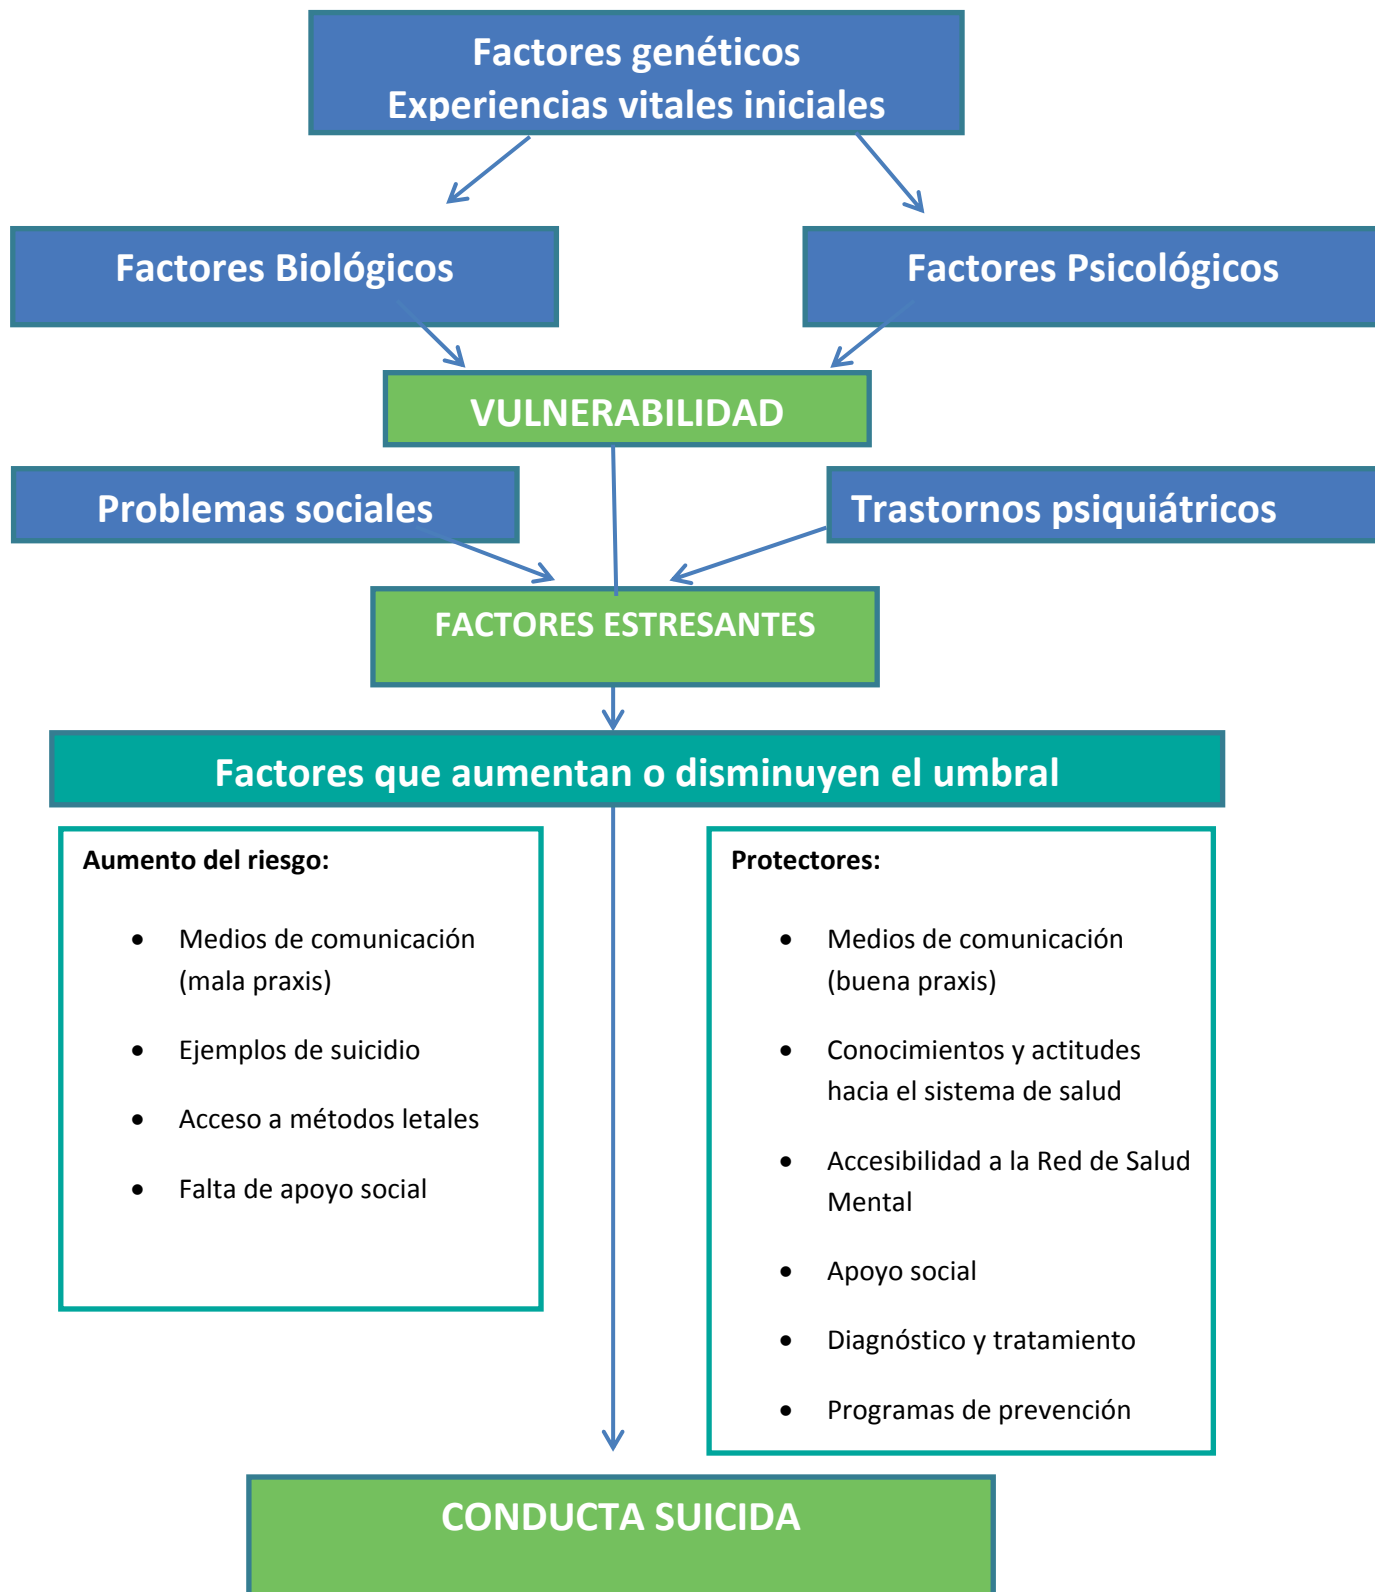 Factores genéticos
Experiencias vitales iniciales
Factores Biológicos
Factores Psicológicos
VULNERABILIDAD
Problemas sociales
Trastornos psiquiátricos
FACTORES ESTRESANTES
Factores que aumentan o disminuyen el umbral
Aumento del riesgo:
• Medios de comunicación
(mala praxis)
• Ejemplos de suicidio
• Acceso a métodos letales
• Falta de apoyo social
Protectores:
• Medios de comunicación
(buena praxis)
• Conocimientos y actitudes
hacia el sistema de salud
• Accesibilidad a la Red de Salud
Mental
• Apoyo social
• Diagnóstico y tratamiento
• Programas de prevención
CONDUCTA SUICIDA